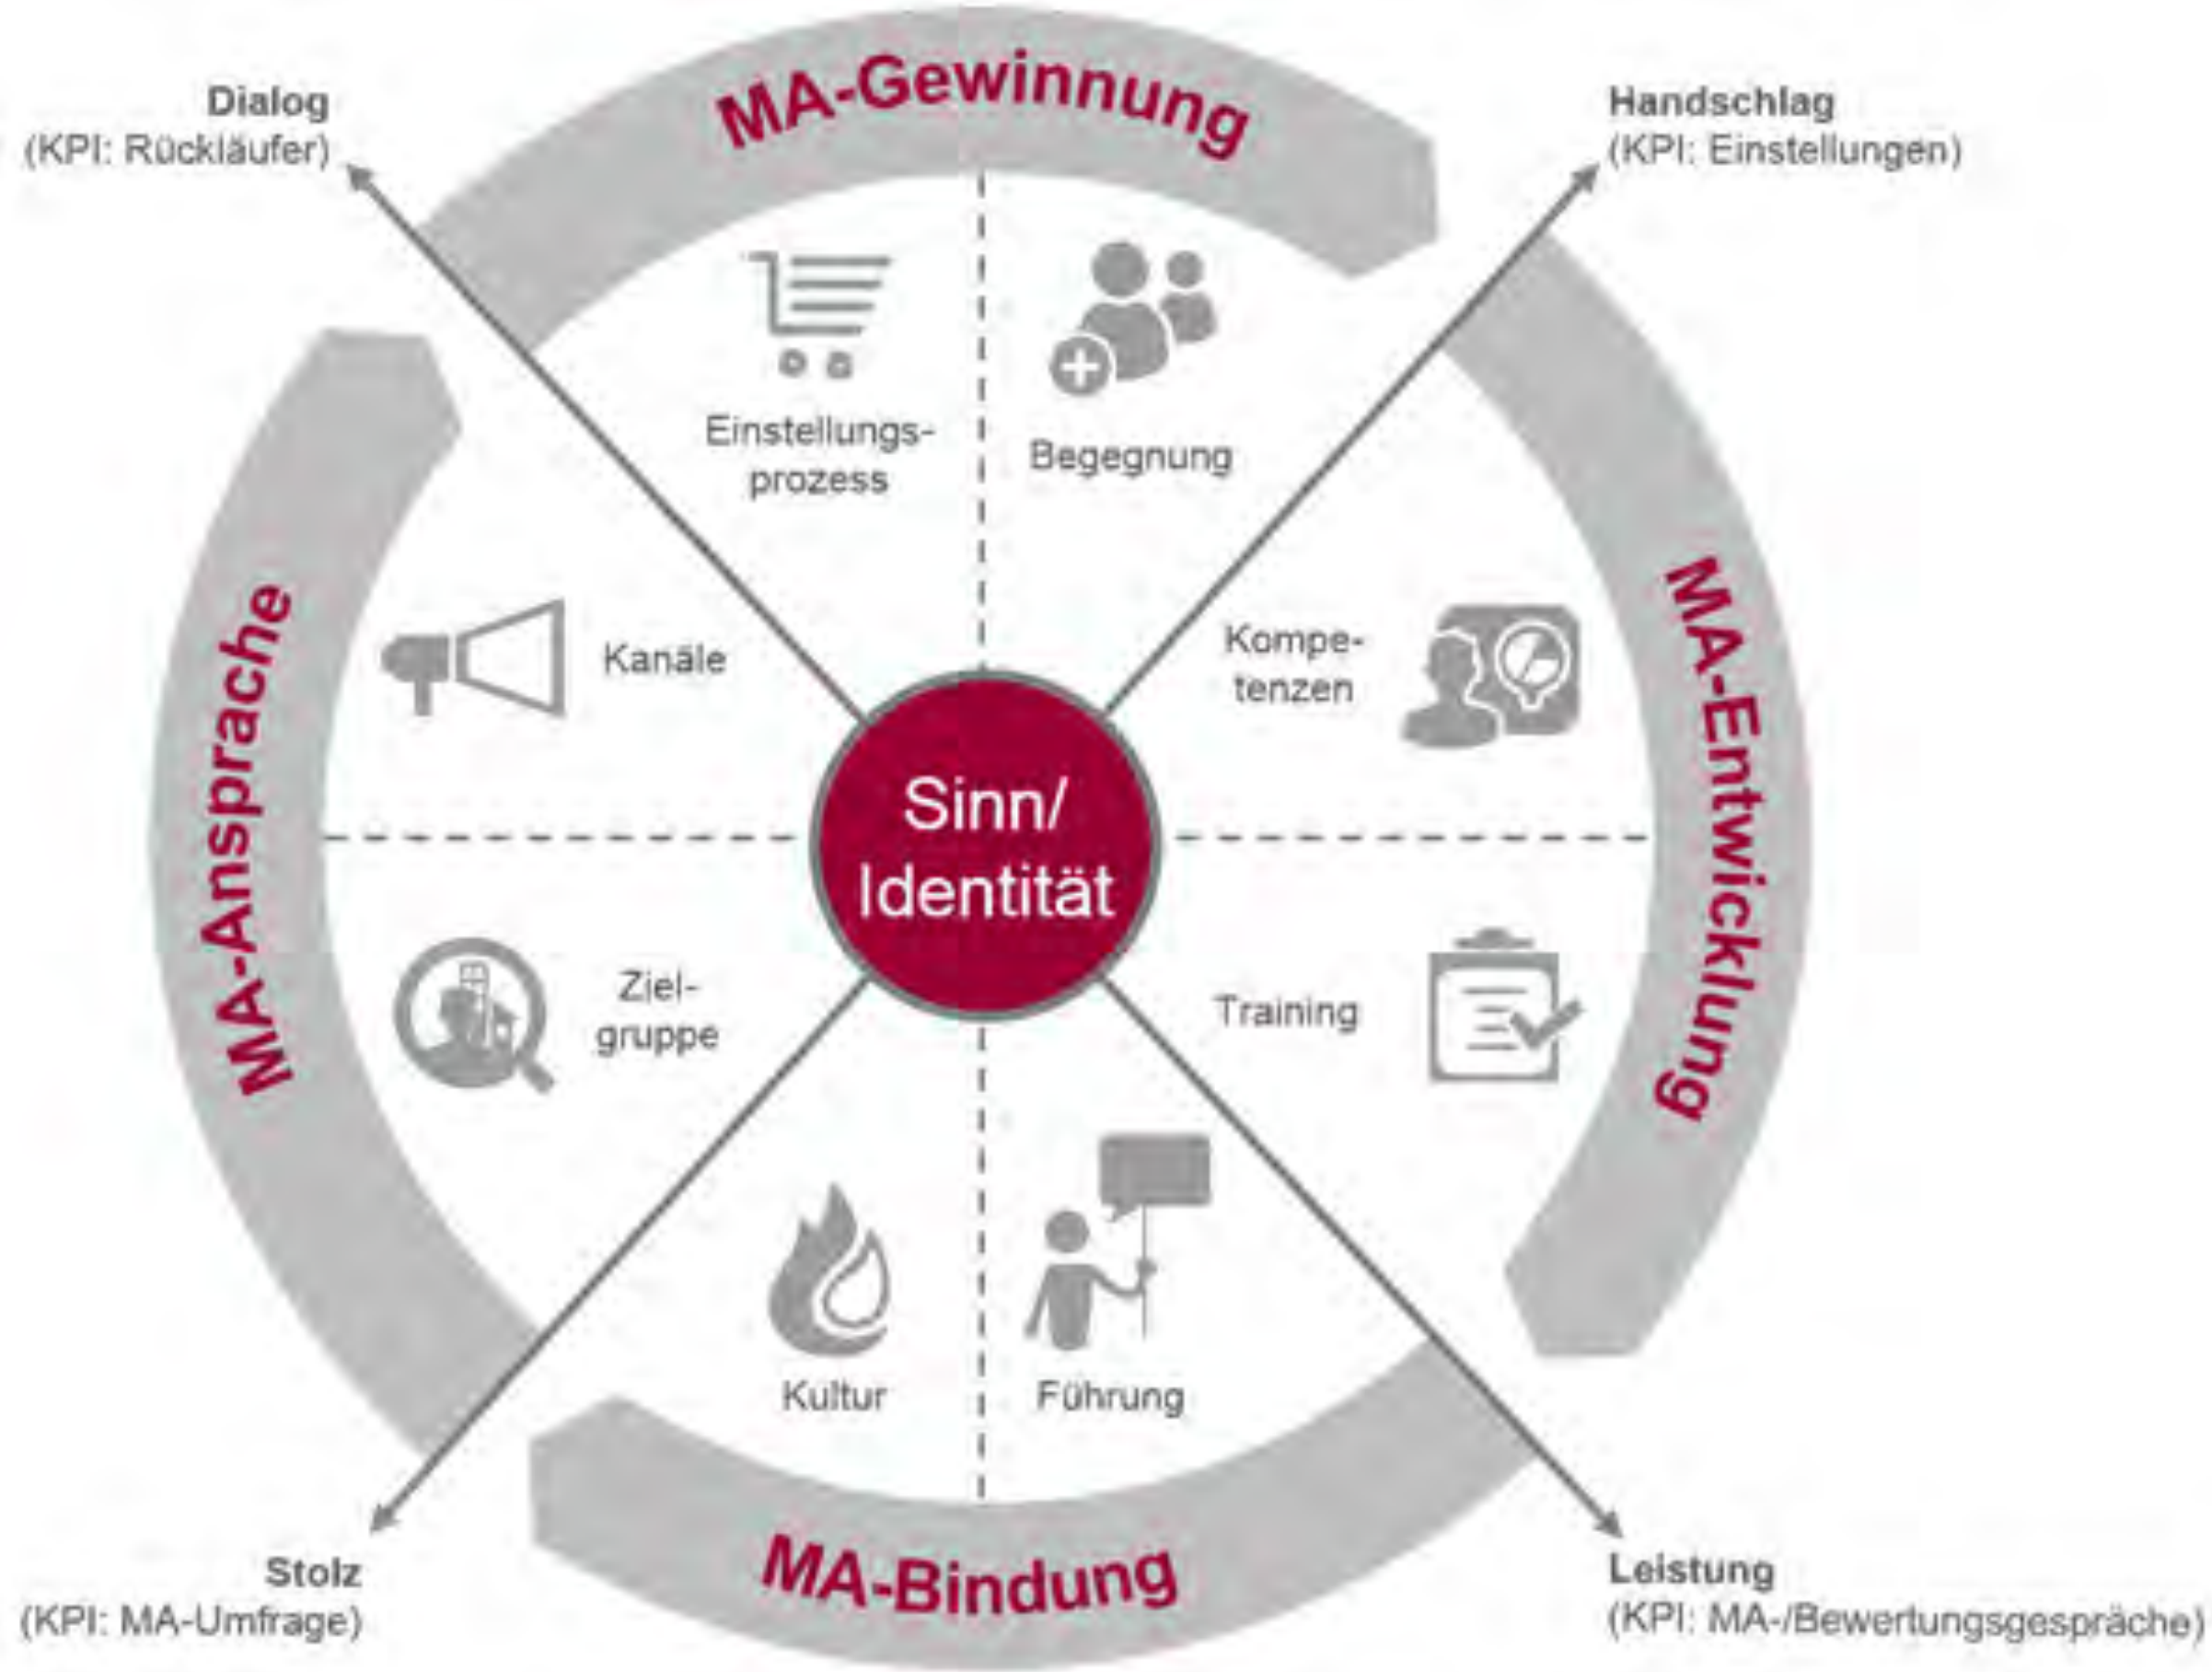 MA-Gewinnung
Dialog
(KPI: Rückläufer)
Handschlag
(KPI: Einstellungen)
Einstellungs-
prozess
Begegnung
MA-Ansprache
Kanäle
Kompe-
tenzen
MA-Entwicklung
Sinn/
Identität
Ziel-
gruppe
Training
Kultur
Führung
MA-Bindung
Stolz
(KPI: MA-Umfrage)
Leistung
(KPI: MA-/Bewertungsgespräche)